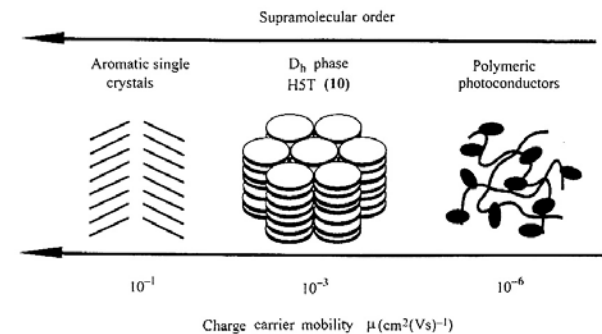 Supramolecular order
Aromatic single
crystals
D_h phase
H5T (10)
Polymeric
photoconductors
10⁻¹
10⁻³
10⁻⁶
Charge carrier mobility μ(cm²(Vs)⁻¹)